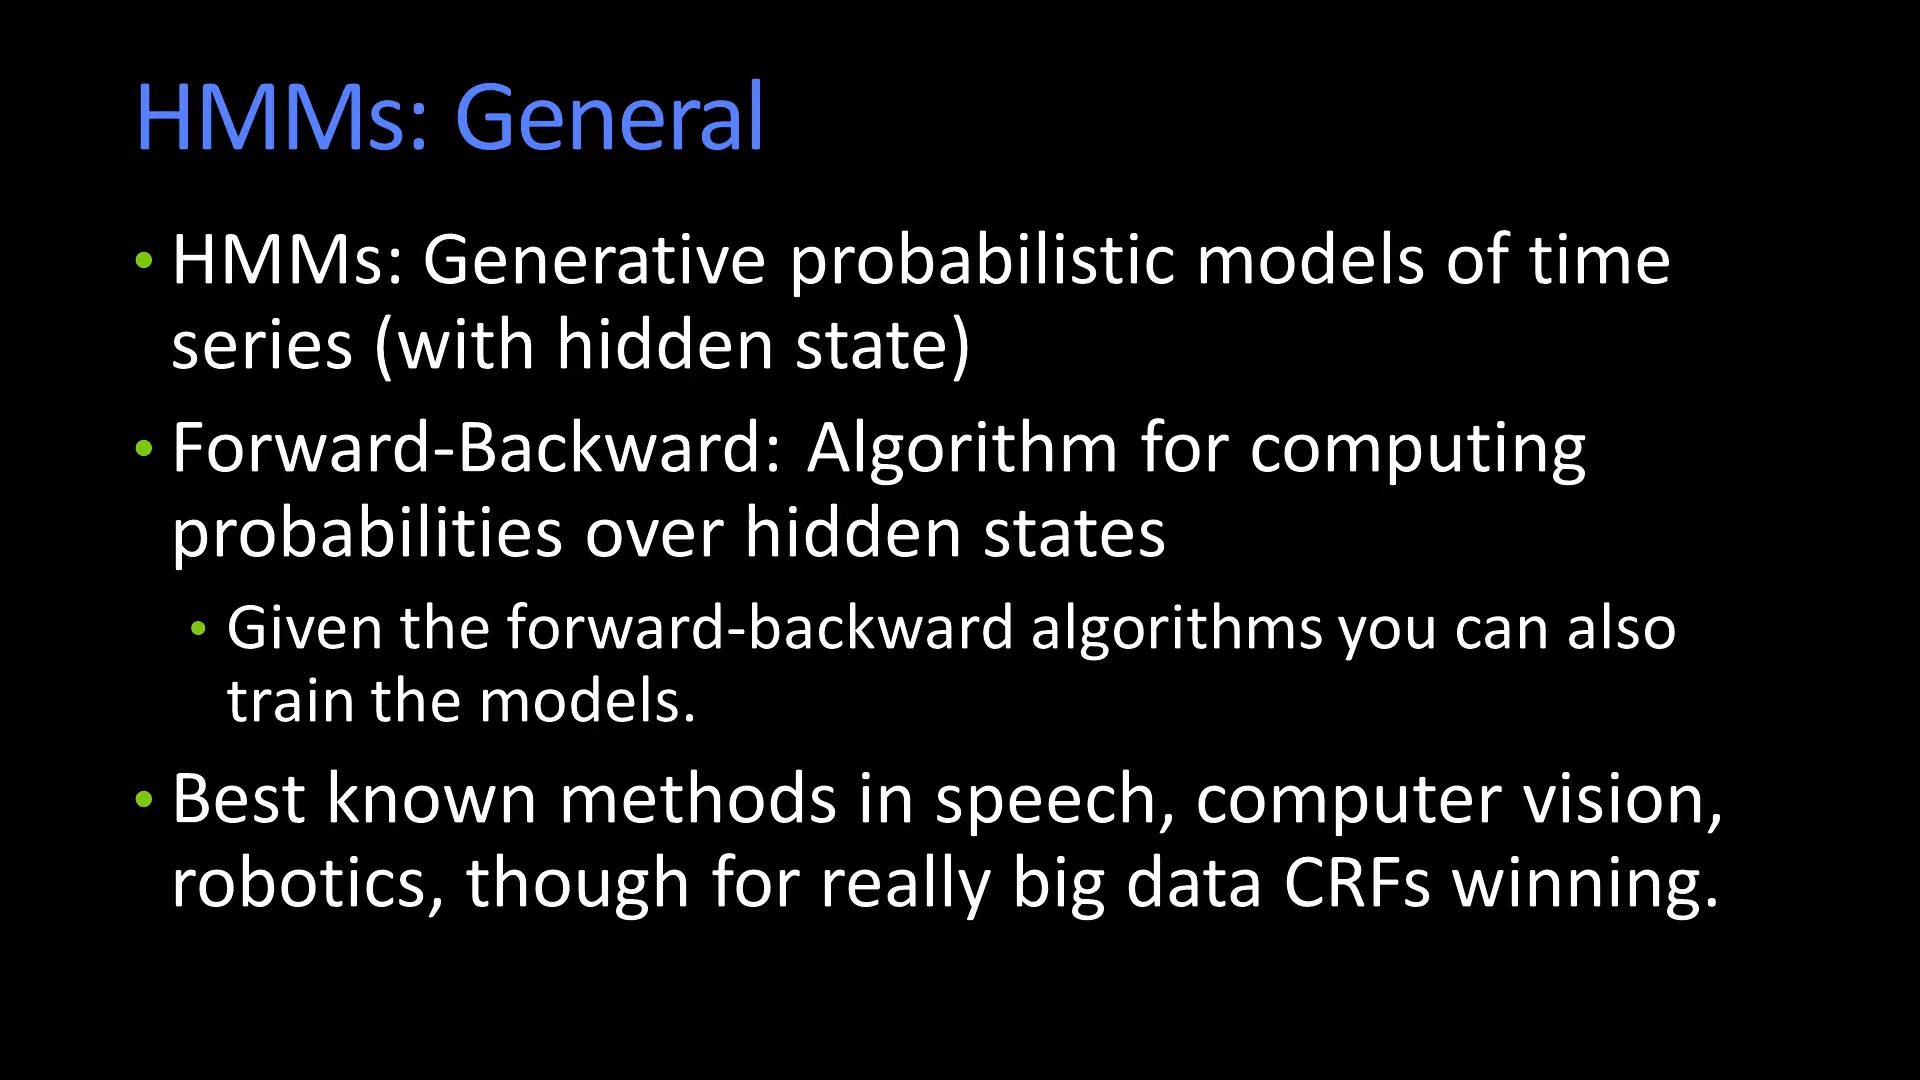 HMMs: General
• HMMs: Generative probabilistic models of time
series (with hidden state)
• Forward-Backward: Algorithm for computing
probabilities over hidden states
• Given the forward-backward algorithms you can also
train the models.
• Best known methods in speech, computer vision,
robotics, though for really big data CRFs winning.